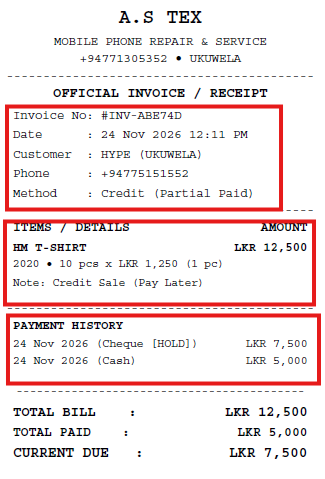 A.S TEX
MOBILE PHONE REPAIR & SERVICE
+94771305352 • UKUWELA
OFFICIAL INVOICE / RECEIPT
Invoice No: #INV-ABE74D
Date : 24 Nov 2026 12:11 PM
Customer : HYPE (UKUWELA)
Phone : +94775151552
Method : Credit (Partial Paid)
ITEMS / DETAILS AMOUNT
HM T-SHIRT LKR 12,500
2020 • 10 pcs x LKR 1,250 (1 pc)
Note: Credit Sale (Pay Later)
PAYMENT HISTORY
24 Nov 2026 (Cheque [HOLD]) LKR 7,500
24 Nov 2026 (Cash) LKR 5,000
TOTAL BILL : LKR 12,500
TOTAL PAID : LKR 5,000
CURRENT DUE : LKR 7,500